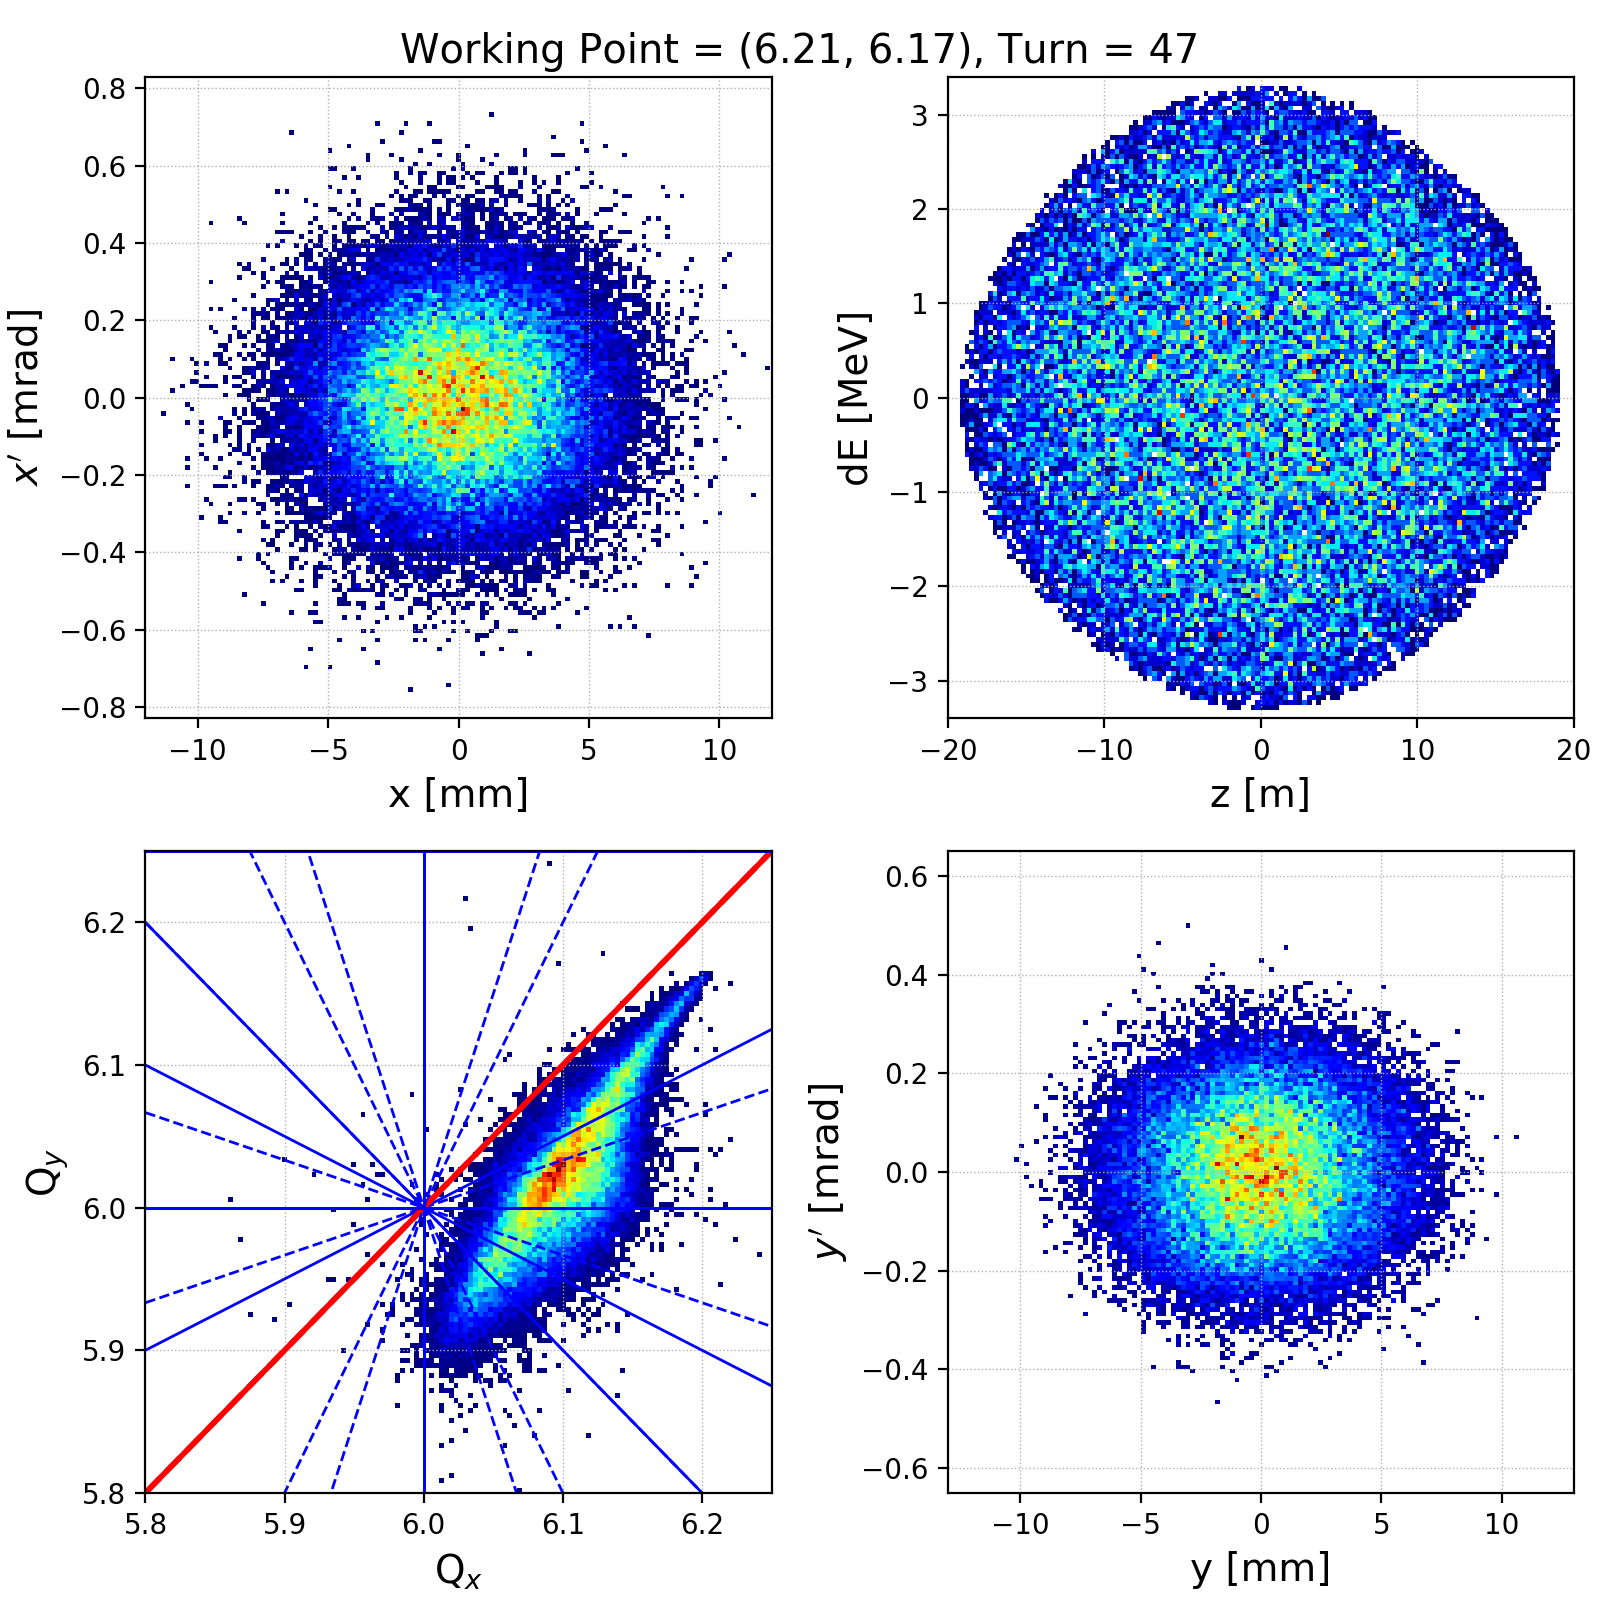 Working Point = (6.21, 6.17), Turn = 47
0.8
0.6
0.4
0.2
0.0
−0.2
−0.4
−0.6
−0.8
x′ [mrad]
−10 −5 0 5 10
x [mm]
3
2
1
0
−1
−2
−3
dE [MeV]
−20 −10 0 10 20
z [m]
6.2
6.1
6.0
5.9
5.8
Qy
5.8 5.9 6.0 6.1 6.2
Qx
0.6
0.4
0.2
0.0
−0.2
−0.4
−0.6
y′ [mrad]
−10 −5 0 5 10
y [mm]